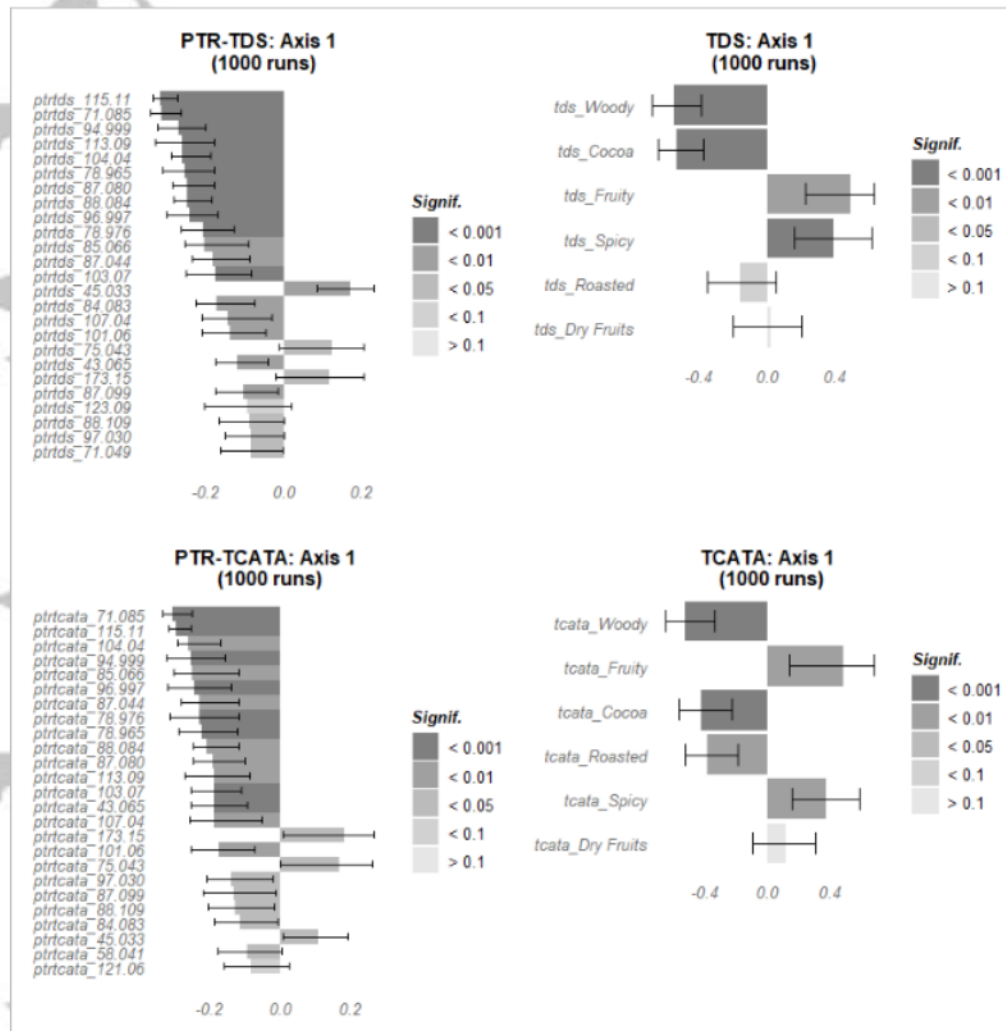 PTR-TDS: Axis 1
(1000 runs)
ptrtds_115.11
ptrtds_71.085
ptrtds_94.999
ptrtds_113.09
ptrtds_104.04
ptrtds_78.965
ptrtds_87.080
ptrtds_88.084
ptrtds_96.997
ptrtds_78.976
ptrtds_85.066
ptrtds_87.044
ptrtds_103.07
ptrtds_45.033
ptrtds_84.083
ptrtds_107.04
ptrtds_101.06
ptrtds_75.043
ptrtds_43.065
ptrtds_173.15
ptrtds_87.099
ptrtds_123.09
ptrtds_88.109
ptrtds_97.030
ptrtds_71.049
-0.2 0.0 0.2
Signif.
< 0.001
< 0.01
< 0.05
< 0.1
> 0.1
TDS: Axis 1
(1000 runs)
tds_Woody
tds_Cocoa
tds_Fruity
tds_Spicy
tds_Roasted
tds_Dry Fruits
-0.4 0.0 0.4
Signif.
< 0.001
< 0.01
< 0.05
< 0.1
> 0.1
PTR-TCATA: Axis 1
(1000 runs)
ptrtcata_71.085
ptrtcata_115.11
ptrtcata_104.04
ptrtcata_94.999
ptrtcata_85.066
ptrtcata_96.997
ptrtcata_87.044
ptrtcata_78.976
ptrtcata_78.965
ptrtcata_88.084
ptrtcata_87.080
ptrtcata_113.09
ptrtcata_103.07
ptrtcata_43.065
ptrtcata_107.04
ptrtcata_173.15
ptrtcata_101.06
ptrtcata_75.043
ptrtcata_97.030
ptrtcata_87.099
ptrtcata_88.109
ptrtcata_84.083
ptrtcata_45.033
ptrtcata_58.041
ptrtcata_121.06
-0.2 0.0 0.2
Signif.
< 0.001
< 0.01
< 0.05
< 0.1
> 0.1
TCATA: Axis 1
(1000 runs)
tcata_Woody
tcata_Fruity
tcata_Cocoa
tcata_Roasted
tcata_Spicy
tcata_Dry Fruits
-0.4 0.0 0.4
Signif.
< 0.001
< 0.01
< 0.05
< 0.1
> 0.1